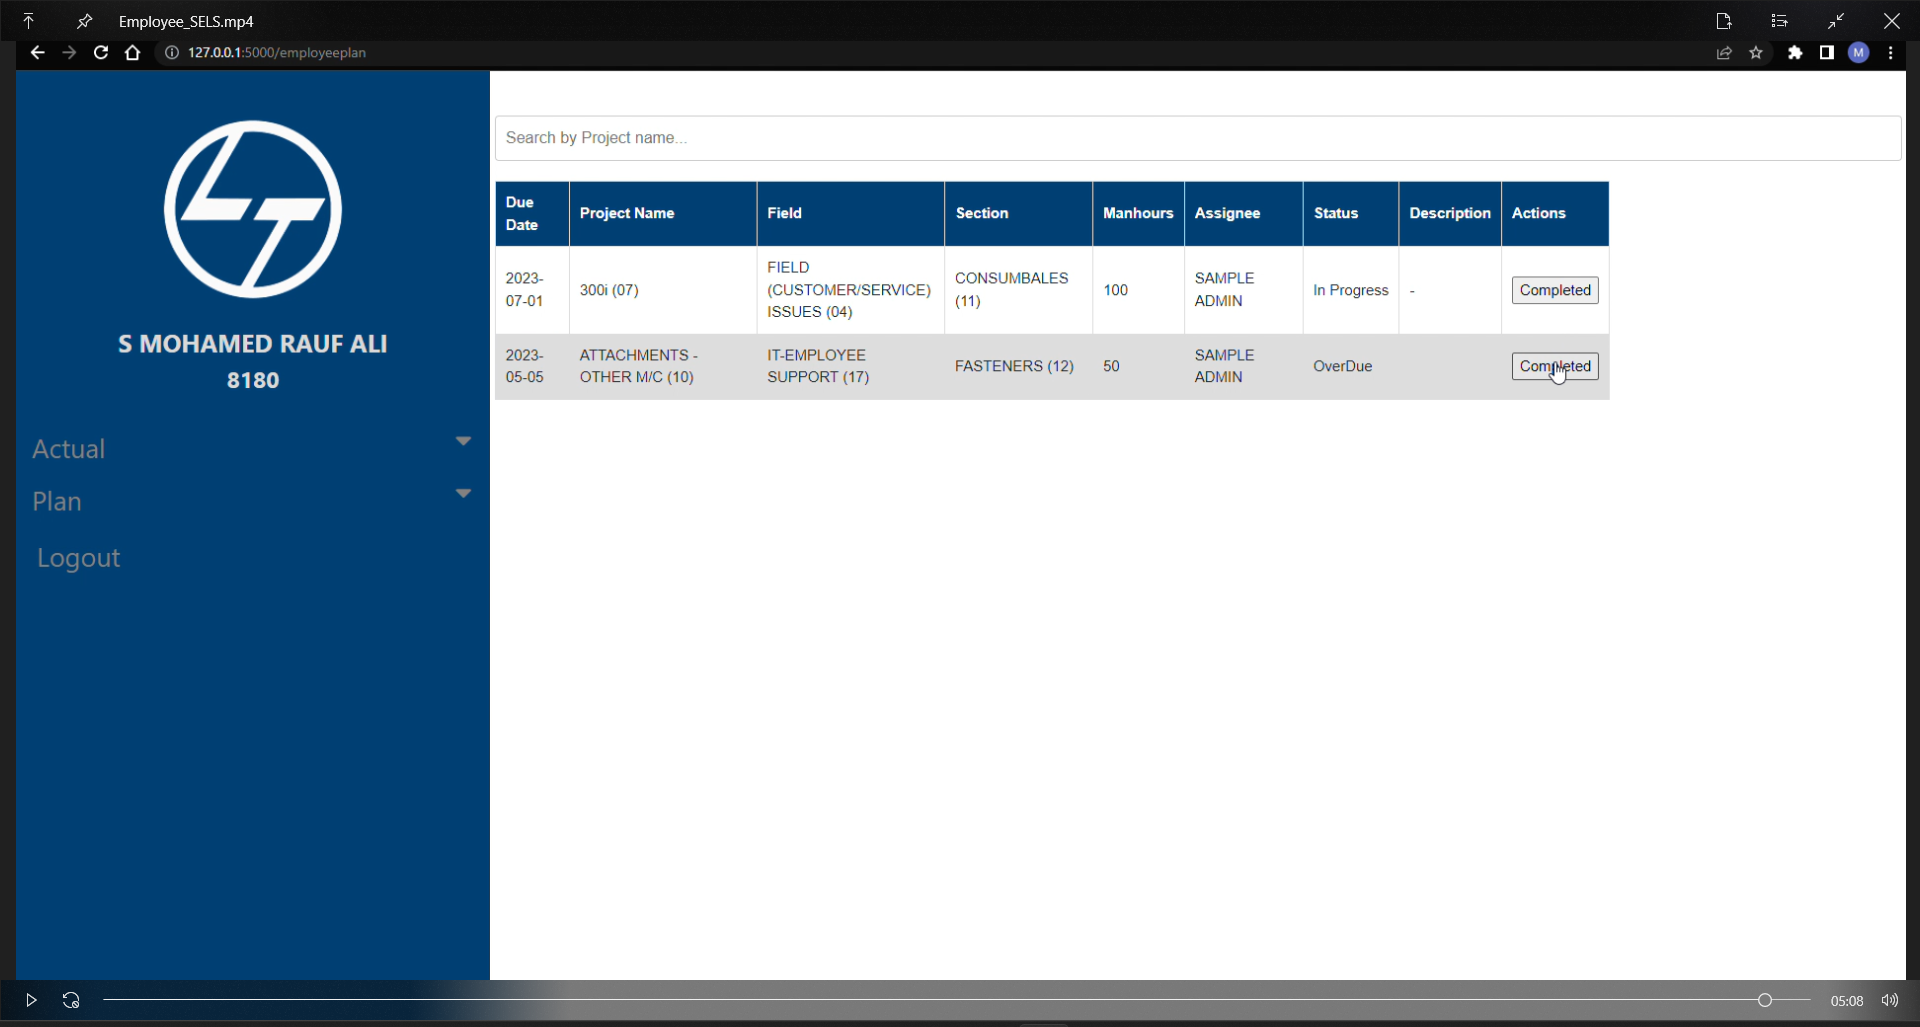 Employee_SELS.mp4
127.0.0.1:5000/employeeplan
M
LT
S MOHAMED RAUF ALI
8180
Actual
Plan
Logout
Search by Project name...
Due
Date
Project Name
Field
Section
Manhours
Assignee
Status
Description
Actions
2023-
07-01
300i (07)
FIELD
(CUSTOMER/SERVICE)
ISSUES (04)
CONSUMBALES
(11)
100
SAMPLE
ADMIN
In Progress
-
Completed
2023-
05-05
ATTACHMENTS -
OTHER M/C (10)
IT-EMPLOYEE
SUPPORT (17)
FASTENERS (12)
50
SAMPLE
ADMIN
OverDue
Completed
05:08